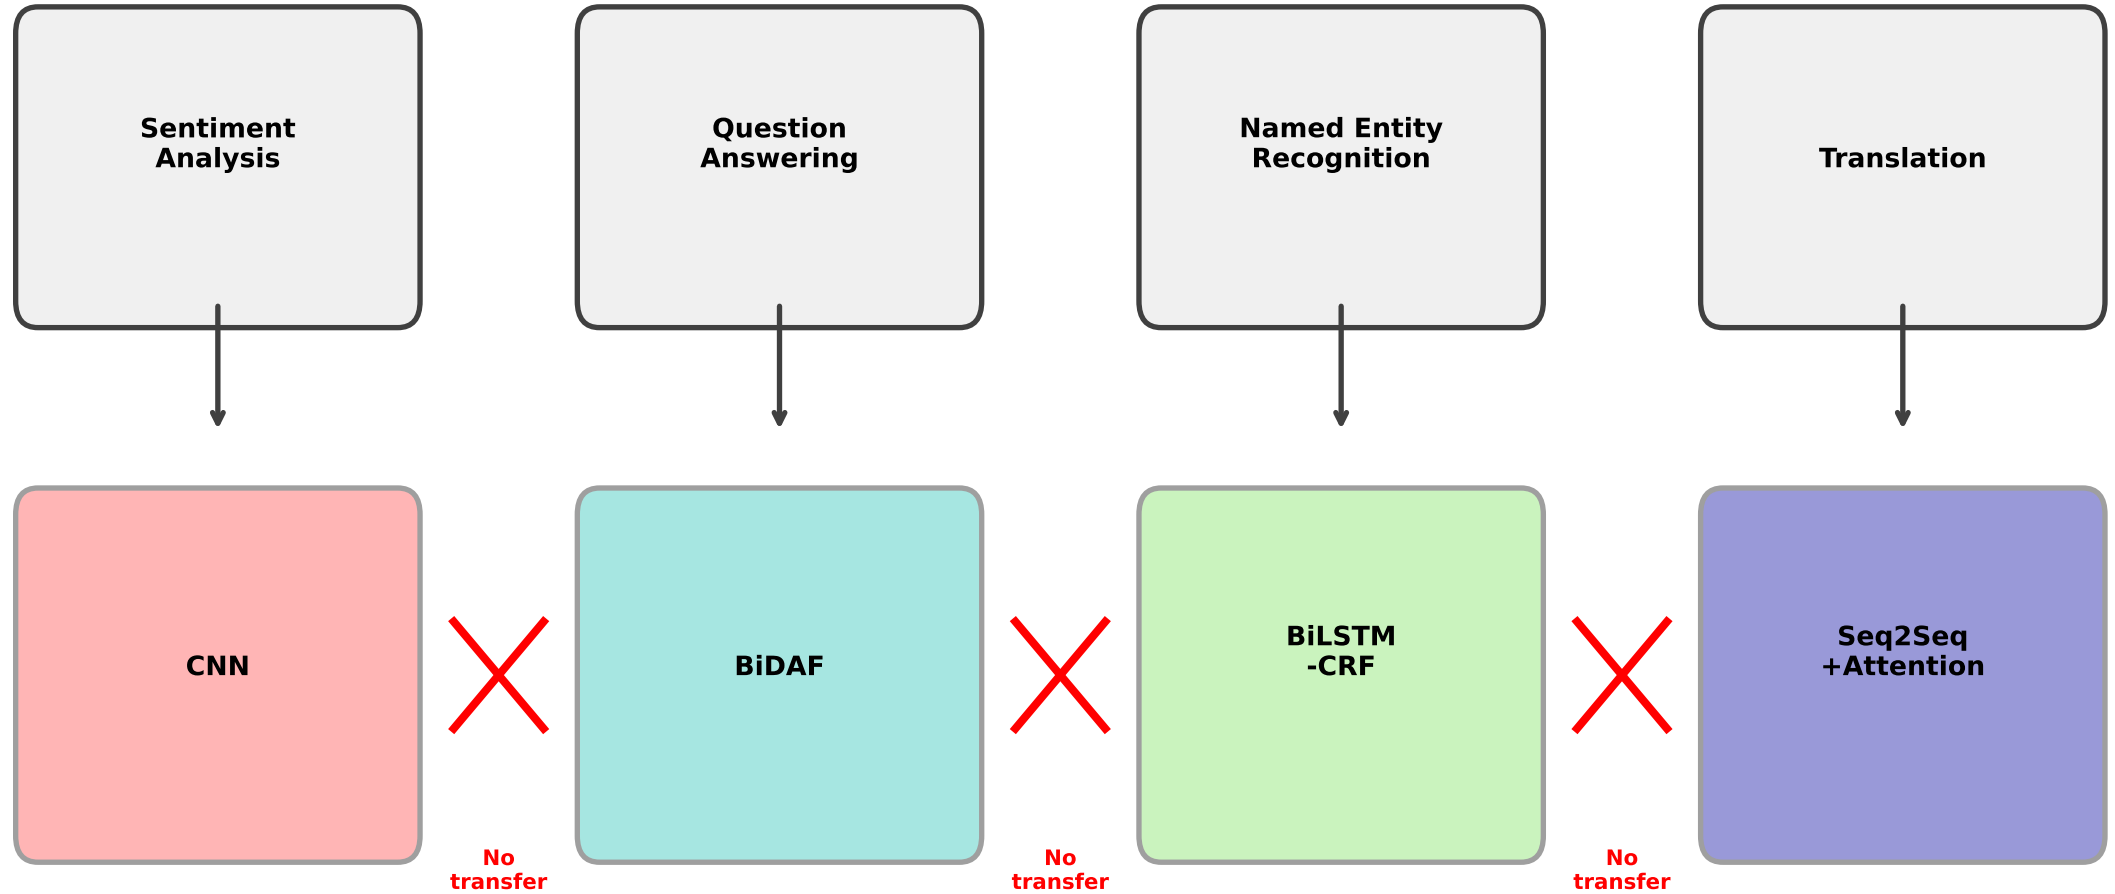 Sentiment
Analysis
Question
Answering
Named Entity
Recognition
Translation
CNN
BiDAF
BiLSTM
-CRF
Seq2Seq
+Attention
No
transfer
No
transfer
No
transfer